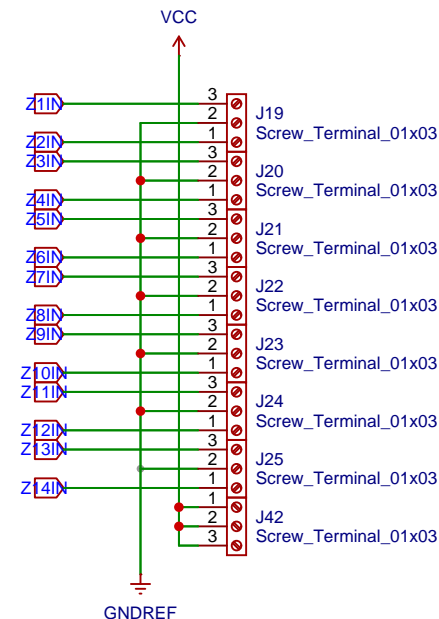 VCC
Z1IN 3
2 J19
Z2IN 1 Screw_Terminal_01x03
Z3IN 3
2 J20
Z4IN 1 Screw_Terminal_01x03
Z5IN 3
2 J21
Z6IN 1 Screw_Terminal_01x03
Z7IN 3
2 J22
Z8IN 1 Screw_Terminal_01x03
Z9IN 3
2 J23
Z10IN 1 Screw_Terminal_01x03
Z11IN 3
2 J24
Z12IN 1 Screw_Terminal_01x03
Z13IN 3
2 J25
Z14IN 1 Screw_Terminal_01x03
1
2 J42
3 Screw_Terminal_01x03
GNDREF